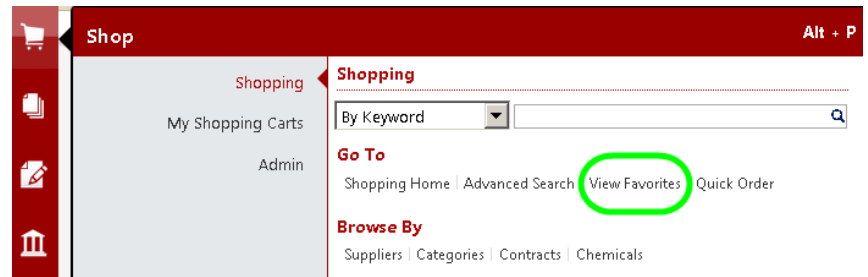 Shop Alt + P
Shopping
My Shopping Carts
Admin
Shopping
By Keyword
Go To
Shopping Home | Advanced Search | View Favorites | Quick Order
Browse By
Suppliers | Categories | Contracts | Chemicals